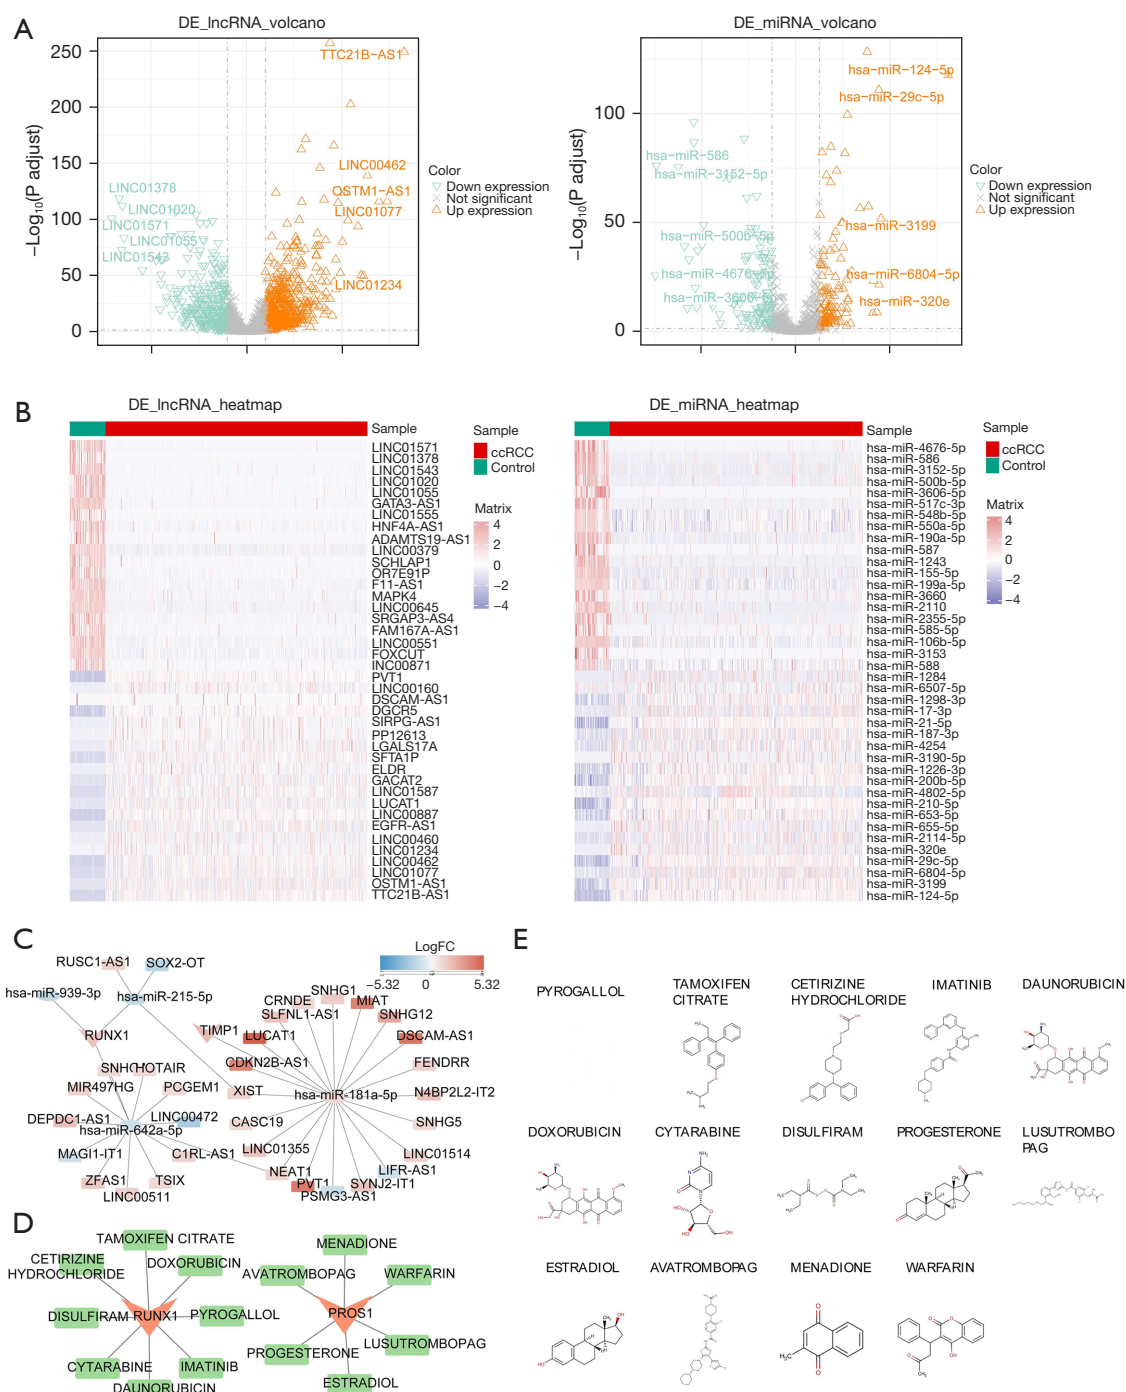 A
DE_lncRNA_volcano
−Log10(P adjust)
250
200
150
100
50
0
TTC21B−AS1
LINC00462
OSTM1−AS1
LINC01077
LINC01234
LINC01378
LINC01020
LINC01571
LINC01055
LINC01543
Color
Down expression
Not significant
Up expression
DE_miRNA_volcano
−Log10(P adjust)
100
50
0
hsa−miR−124−5p
hsa−miR−29c−5p
hsa−miR−586
hsa−miR−3152−5p
hsa−miR−3199
hsa−miR−500b−5p
hsa−miR−4676−5p
hsa−miR−6804−5p
hsa−miR−3606−5p
hsa−miR−320e
Color
Down expression
Not significant
Up expression
B
DE_lncRNA_heatmap
Sample
LINC01571
LINC01378
LINC01543
LINC01020
LINC01055
GATA3-AS1
LINC01555
HNF4A-AS1
ADAMTS19-AS1
LINC00379
SCHLAP1
OR7E91P
F11-AS1
MAPK4
LINC00645
SRGAP3-AS4
FAM167A-AS1
LINC00551
FOXCUT
INC00871
PVT1
LINC00160
DSCAM-AS1
DGCR5
SIRPG-AS1
PP12613
LGALS17A
SFTA1P
ELDR
GACAT2
LINC01587
LUCAT1
LINC00887
EGFR-AS1
LINC00460
LINC01234
LINC00462
LINC01077
OSTM1-AS1
TTC21B-AS1
Sample
ccRCC
Control
Matrix
4
2
0
−2
−4
DE_miRNA_heatmap
Sample
hsa-miR-4676-5p
hsa-miR-586
hsa-miR-3152-5p
hsa-miR-500b-5p
hsa-miR-3606-5p
hsa-miR-517c-3p
hsa-miR-548b-5p
hsa-miR-550a-5p
hsa-miR-190a-5p
hsa-miR-587
hsa-miR-1243
hsa-miR-155-5p
hsa-miR-199a-5p
hsa-miR-3660
hsa-miR-2110
hsa-miR-2355-5p
hsa-miR-585-5p
hsa-miR-106b-5p
hsa-miR-3153
hsa-miR-588
hsa-miR-1284
hsa-miR-6507-5p
hsa-miR-1298-3p
hsa-miR-17-3p
hsa-miR-21-5p
hsa-miR-187-3p
hsa-miR-4254
hsa-miR-3190-5p
hsa-miR-1226-3p
hsa-miR-200b-5p
hsa-miR-4802-5p
hsa-miR-210-5p
hsa-miR-653-5p
hsa-miR-655-5p
hsa-miR-2114-5p
hsa-miR-320e
hsa-miR-29c-5p
hsa-miR-6804-5p
hsa-miR-3199
hsa-miR-124-5p
Sample
ccRCC
Control
Matrix
4
2
0
−2
−4
C
LogFC
−5.32
0
5.32
RUSC1-AS1
SOX2-OT
hsa-miR-939-3p
hsa-miR-215-5p
RUNX1
TIMP1
SNHG1
CRNDE
MIAT
SLFNL1-AS1
SNHG12
LUCAT1
DSCAM-AS1
CDKN2B-AS1
FENDRR
HOTAIR
MIR497HG
PCGEM1
XIST
hsa-miR-181a-5p
N4BP2L2-IT2
DEPDC1-AS1
LINC00472
hsa-miR-642a-5p
CASC19
SNHG5
MAGI1-IT1
C1RL-AS1
LINC01355
LINC01514
ZFAS1
TSIX
NEAT1
LIFR-AS1
LINC00511
PVT1
SYNJ2-IT1
PSMG3-AS1
D
TAMOXIFEN CITRATE
CETIRIZINE
HYDROCHLORIDE
DOXORUBICIN
DISULFIRAM
RUNX1
PYROGALLOL
CYTARABINE
IMATINIB
DAUNORUBICIN
MENADIONE
AVATROMBOPAG
WARFARIN
PROS1
PROGESTERONE
LUSUTROMBOPAG
ESTRADIOL
E
PYROGALLOL
TAMOXIFEN
CITRATE
CETIRIZINE
HYDROCHLORIDE
IMATINIB
DAUNORUBICIN
DOXORUBICIN
CYTARABINE
DISULFIRAM
PROGESTERONE
LUSUTROMBO
PAG
ESTRADIOL
AVATROMBOPAG
MENADIONE
WARFARIN